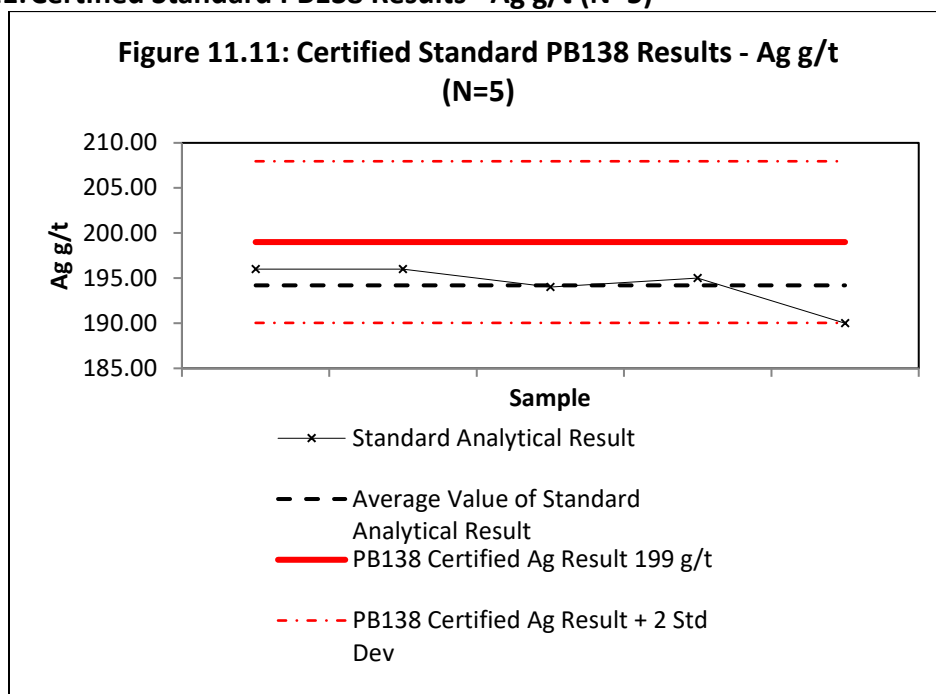 Figure 11.11: Certified Standard PB138 Results - Ag g/t
(N=5)
210.00
205.00
200.00
195.00
190.00
185.00
Ag g/t
Sample
Standard Analytical Result
Average Value of Standard
Analytical Result
PB138 Certified Ag Result 199 g/t
PB138 Certified Ag Result + 2 Std
Dev